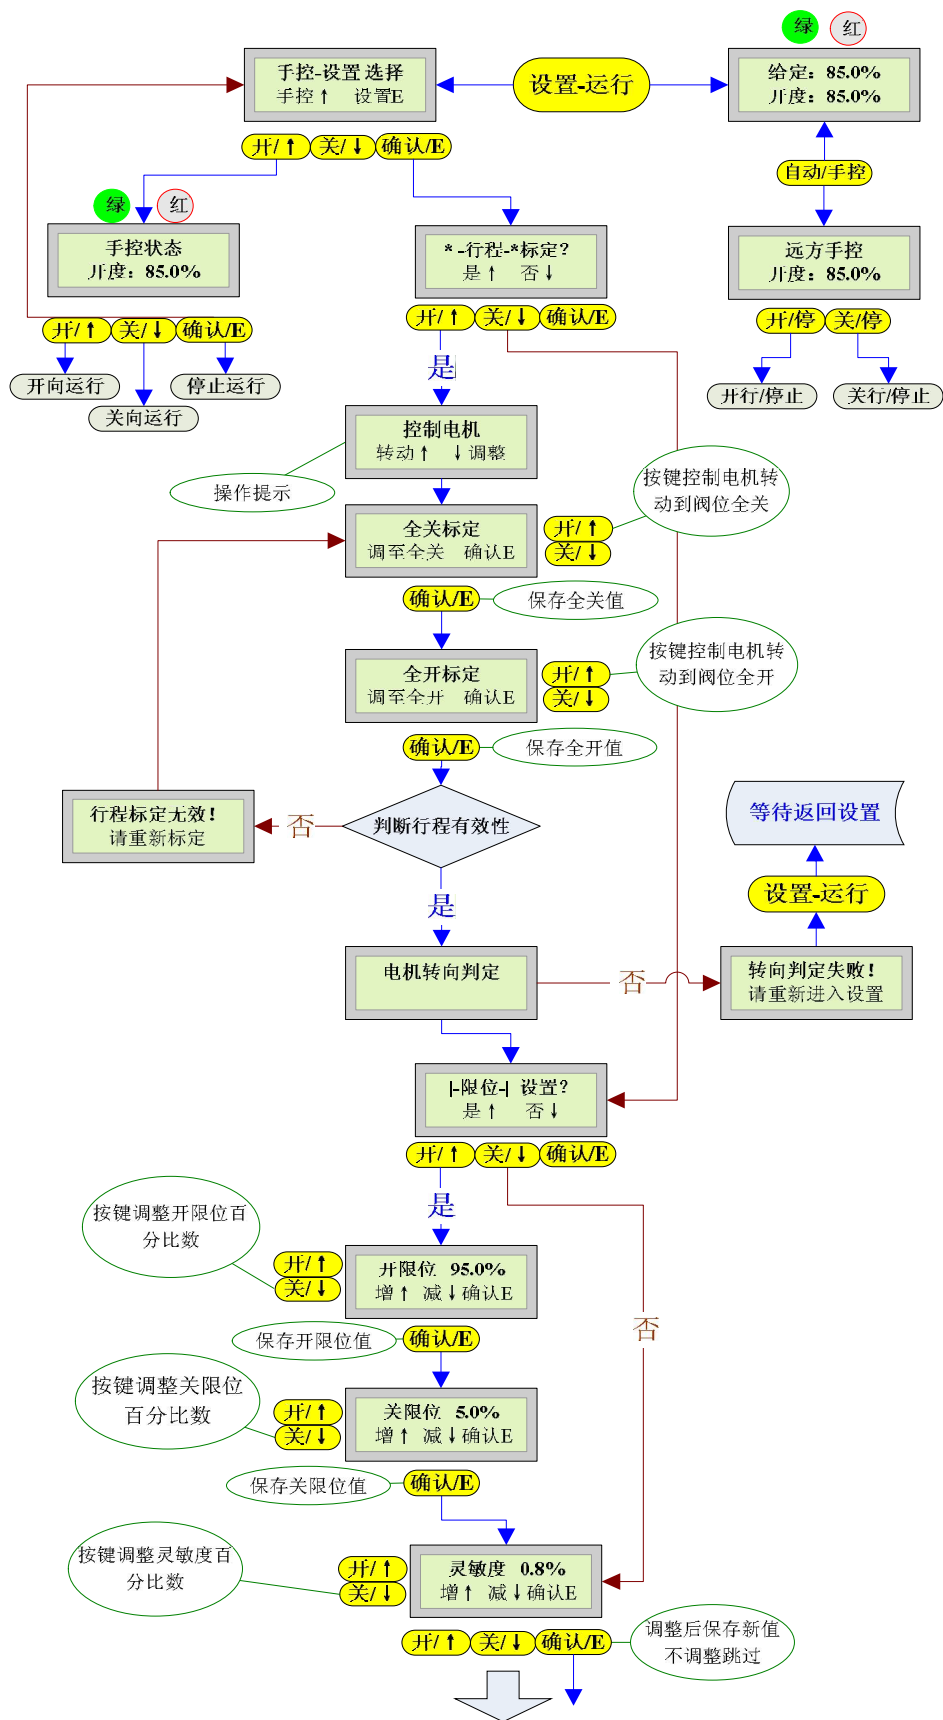 绿
红
手控-设置 选择
手控↑ 设置E
设置-运行
给定：85.0%
开度：85.0%
开/↑
关/↓
确认/E
自动/手控
绿
红
手控状态
开度：85.0%
*-行程-*标定？
是↑ 否↓
远方手控
开度：85.0%
开/↑
关/↓
确认/E
开/↑
关/↓
确认/E
开/停
关/停
开向运行
关向运行
停止运行
是
开行/停止
关行/停止
控制电机
转动↑ ↓调整
操作提示
按键控制电机转
动到阀位全关
全关标定
调至全关 确认E
开/↑
关/↓
确认/E
保存全关值
全开标定
调至全开 确认E
开/↑
关/↓
按键控制电机转
动到阀位全开
确认/E
保存全开值
行程标定无效！
请重新标定
否
判断行程有效性
等待返回设置
设置-运行
是
电机转向判定
否
转向判定失败！
请重新进入设置
|-限位-| 设置？
是↑ 否↓
开/↑
关/↓
确认/E
是
按键调整开限位百
分比数
开/↑
关/↓
开限位 95.0%
增↑ 减↓确认E
保存开限位值
确认/E
否
按键调整关限位
百分比数
开/↑
关/↓
关限位 5.0%
增↑ 减↓确认E
保存关限位值
确认/E
按键调整灵敏度百
分比数
开/↑
关/↓
灵敏度 0.8%
增↑ 减↓确认E
开/↑
关/↓
确认/E
调整后保存新值
不调整跳过